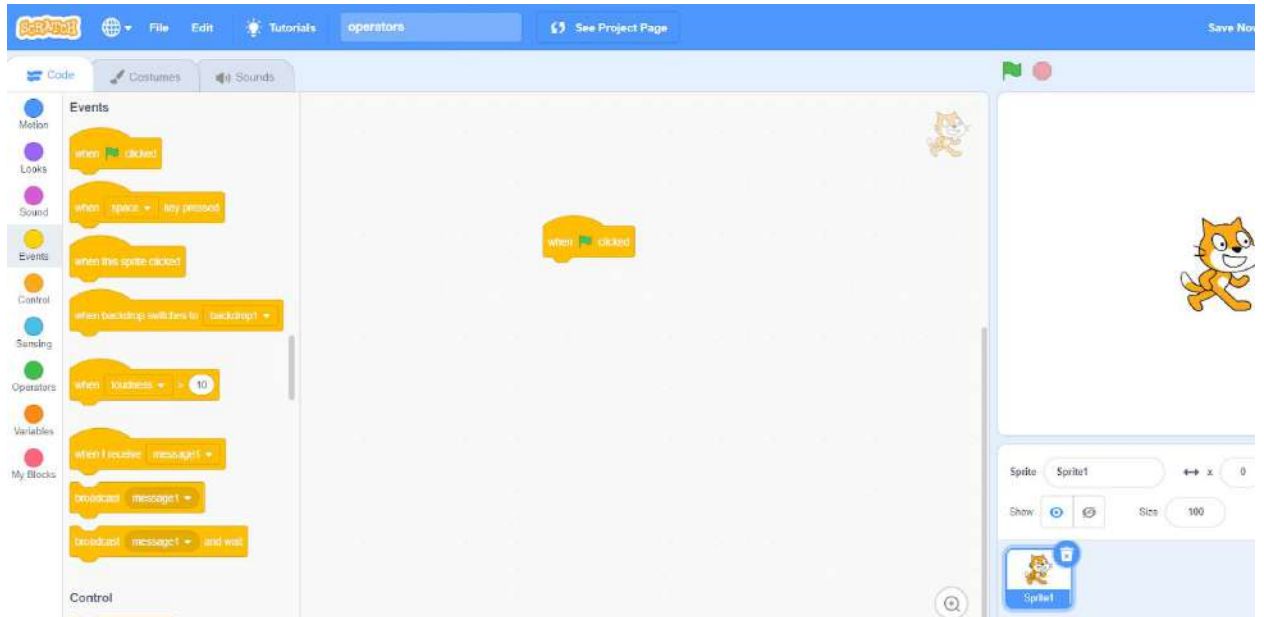 SCRATCH File Edit Tutorials operators See Project Page Save Now
Code Costumes Sounds
Motion
Looks
Sound
Events
Control
Sensing
Operators
Variables
My Blocks
Events
when clicked
when space key pressed
when this sprite clicked
when backdrop switches to backdrop1
when loudness > 10
when I receive message1
broadcast message1
broadcast message1 and wait
Control
when clicked
Sprite Sprite1 x 0
Show Size 100
Sprite1